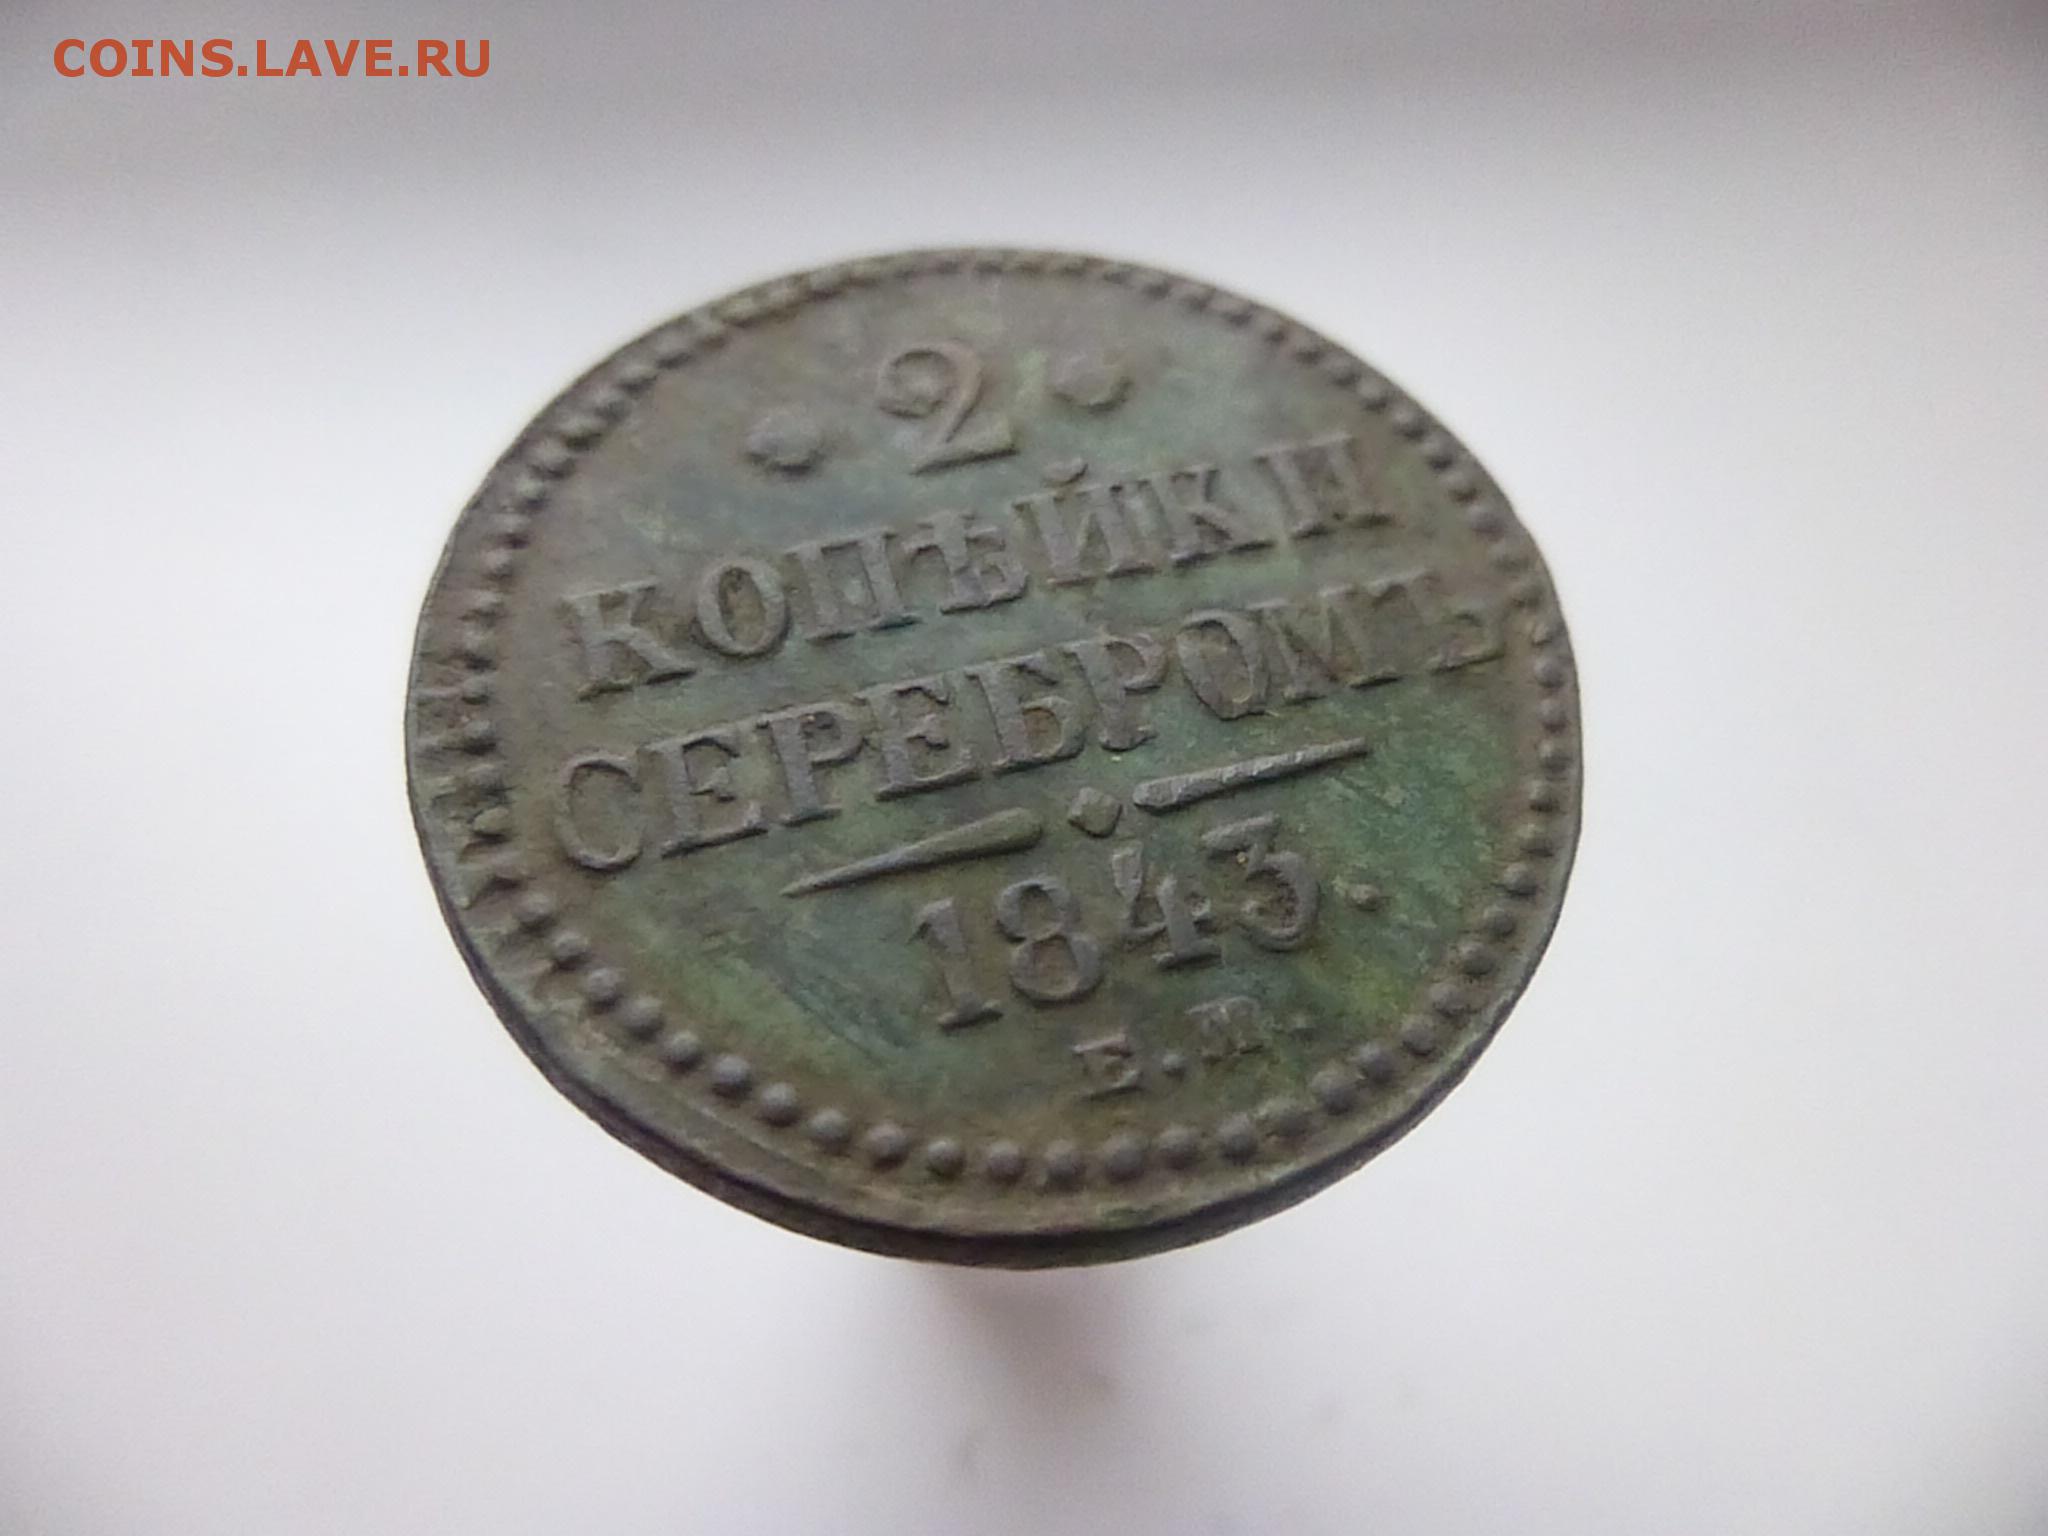 COINS.LAVE.RU
• 2 •
КОПѢЙКИ
СЕРЕБРОМЪ
1843.
Е.М.